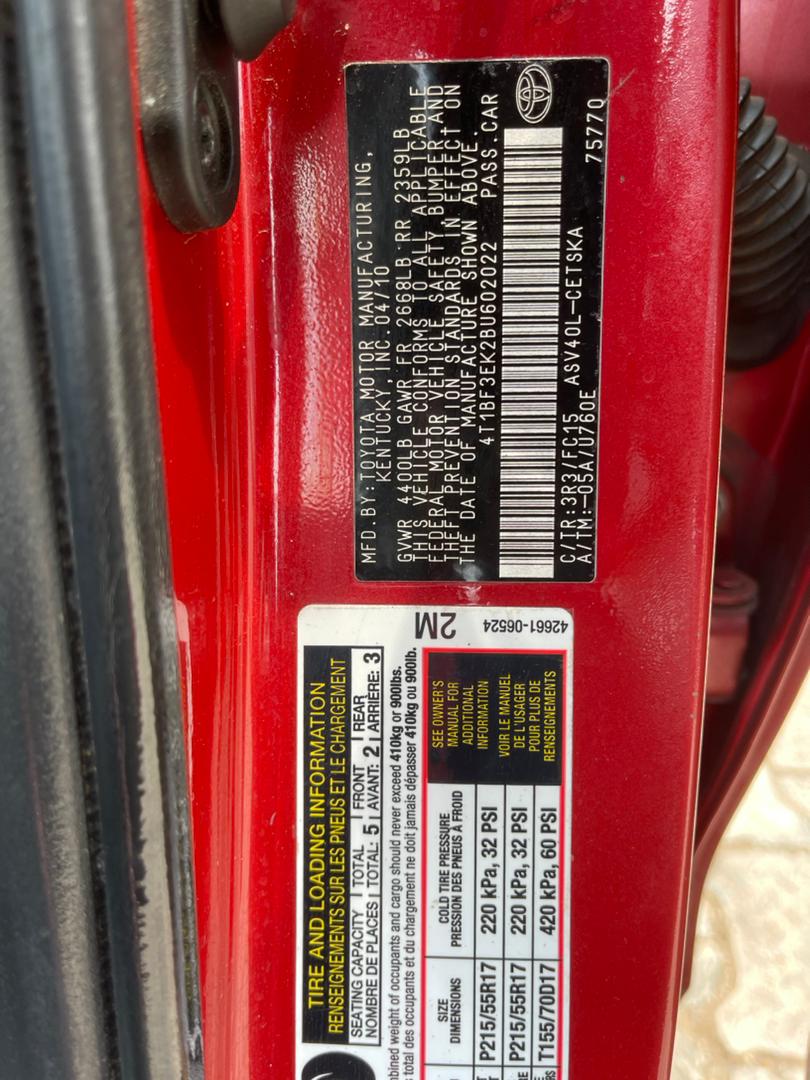 MFD.BY:TOYOTA MOTOR MANUFACTURING,
KENTUCKY, INC. 04/10
GVWR 4400LB GAWR FR 2668LB RR 2359LB
THIS VEHICLE CONFORMS TO ALL APPLICABLE
FEDERAL MOTOR VEHICLE SAFETY, BUMPER AND
THEFT PREVENTION STANDARDS IN EFFECT ON
THE DATE OF MANUFACTURE SHOWN ABOVE.
4T1BF3EK2BU602022 PASS.CAR
C/TR:3R3/FC15 ASV40L-CETSKA 75770
A/TM:-05A/U760E
2M
42661-06524
TIRE AND LOADING INFORMATION
RENSEIGNEMENTS SUR LES PNEUS ET LE CHARGEMENT
SEATING CAPACITY TOTAL FRONT REAR
NOMBRE DE PLACES TOTAL: 5 AVANT: 2 ARRIÈRE: 3
weight of occupants and cargo should never exceed 410kg or 900lbs.
total des occupants et du chargement ne doit jamais dépasser 410kg ou 900lb.
SIZE
DIMENSIONS
COLD TIRE PRESSURE
PRESSION DES PNEUS À FROID
P215/55R17 220 kPa, 32 PSI
P215/55R17 220 kPa, 32 PSI
T155/70D17 420 kPa, 60 PSI
SEE OWNER'S
MANUAL FOR
ADDITIONAL
INFORMATION
VOIR LE MANUEL
DE L'USAGER
POUR PLUS DE
RENSEIGNEMENTS